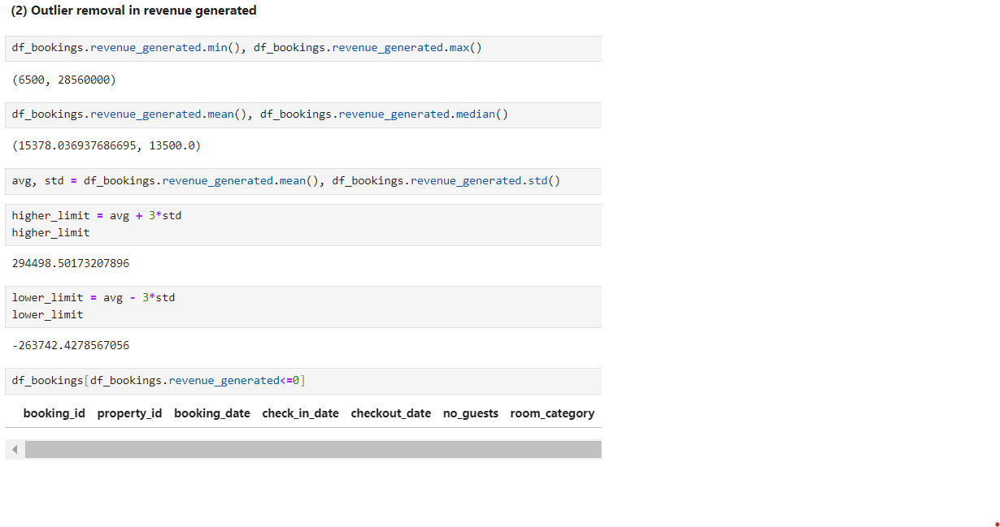 (2) Outlier removal in revenue generated
df_bookings.revenue_generated.min(), df_bookings.revenue_generated.max()
(6500, 28560000)
df_bookings.revenue_generated.mean(), df_bookings.revenue_generated.median()
(15378.036937686695, 13500.0)
avg, std = df_bookings.revenue_generated.mean(), df_bookings.revenue_generated.std()
higher_limit = avg + 3*std
higher_limit
294498.50173207896
lower_limit = avg - 3*std
lower_limit
-263742.4278567056
df_bookings[df_bookings.revenue_generated<=0]
booking_id property_id booking_date check_in_date checkout_date no_guests room_category